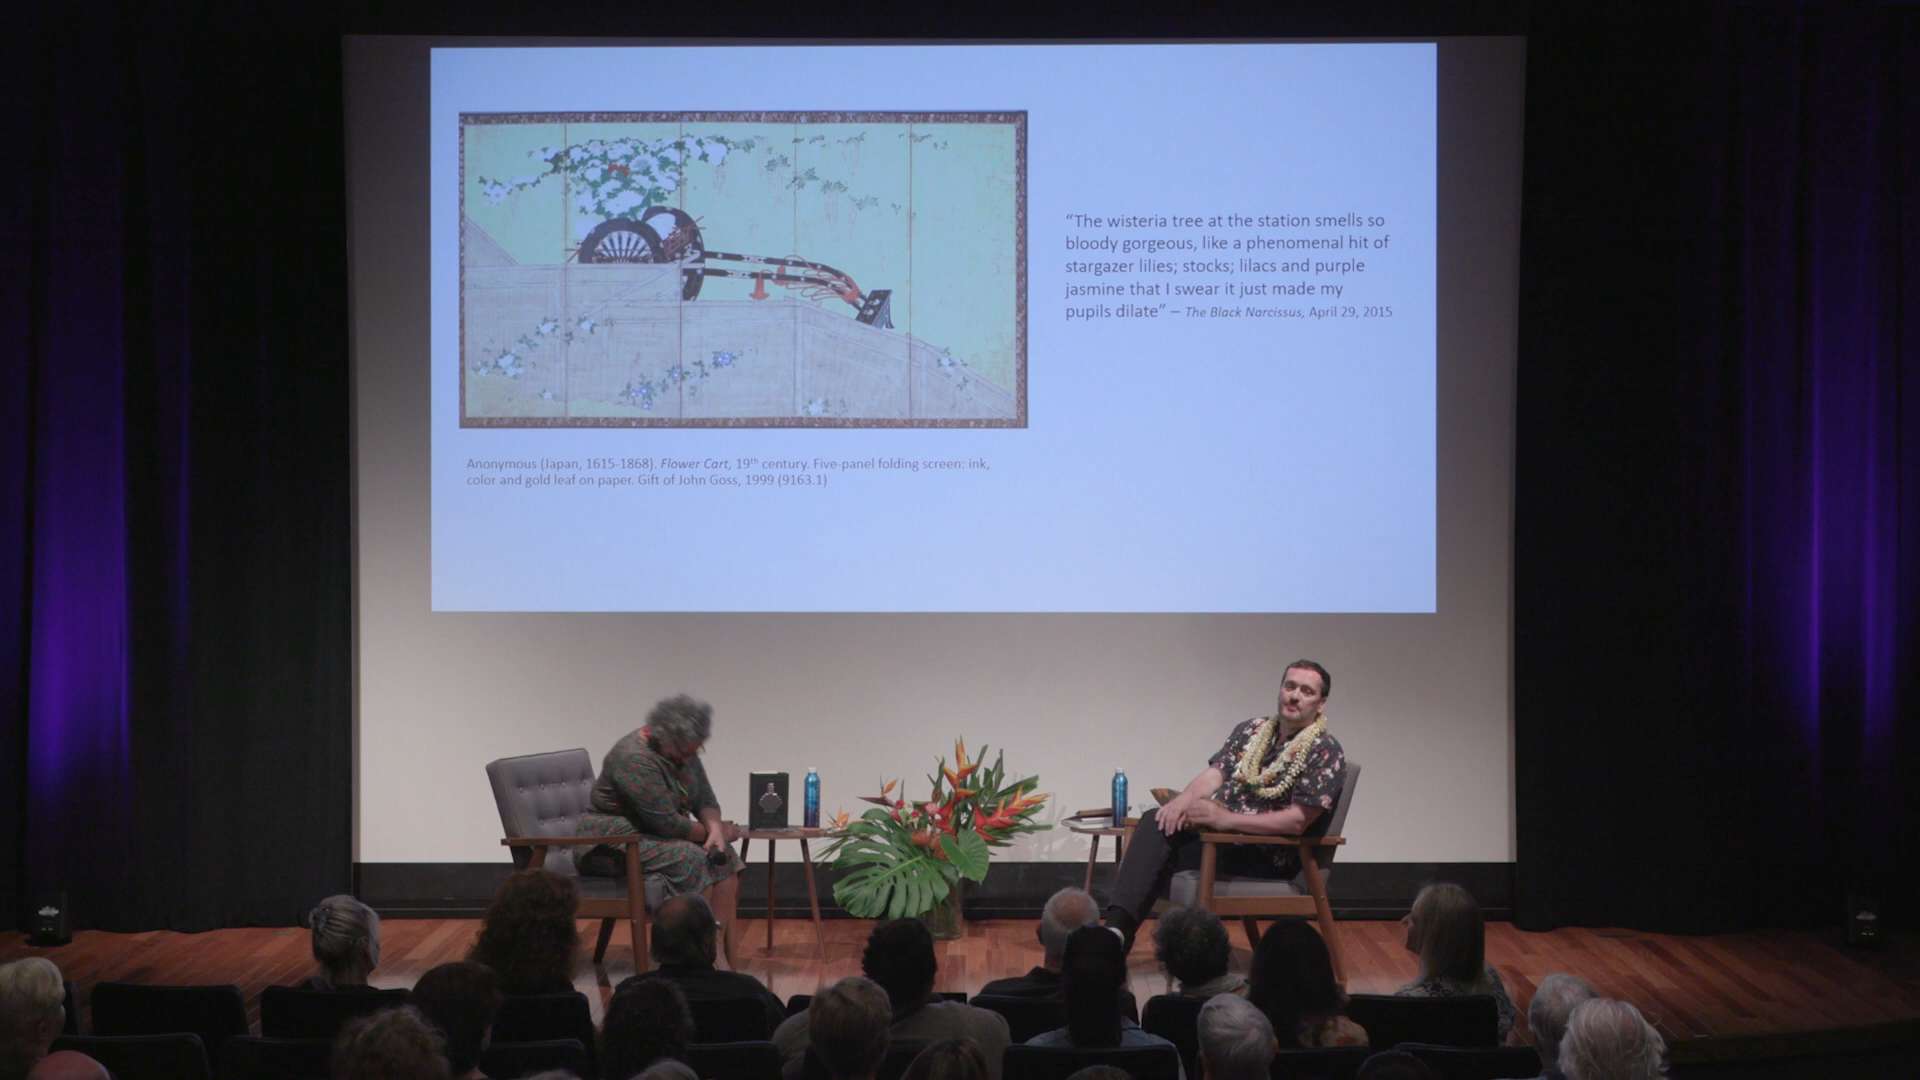 “The wisteria tree at the station smells so
bloody gorgeous, like a phenomenal hit of
stargazer lilies; stocks; lilacs and purple
jasmine that I swear it just made my
pupils dilate” – The Black Narcissus, April 29, 2015
Anonymous (Japan, 1615-1868). Flower Cart, 19th century. Five-panel folding screen: ink,
color and gold leaf on paper. Gift of John Goss, 1999 (9163.1)